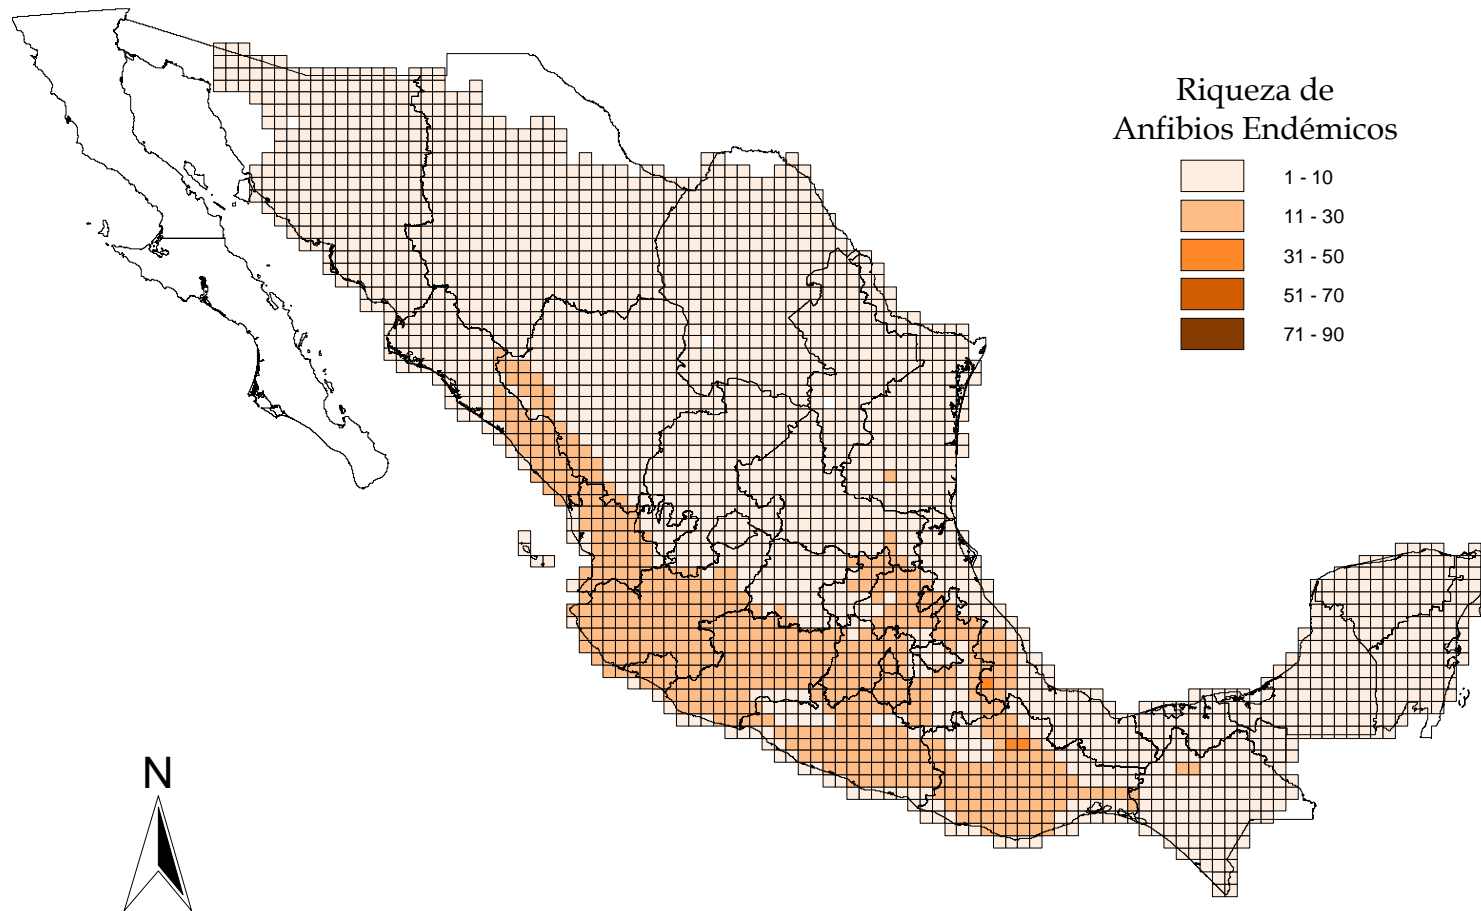 Riqueza de
Anfibios Endémicos
1 - 10
11 - 30
31 - 50
51 - 70
71 - 90
N